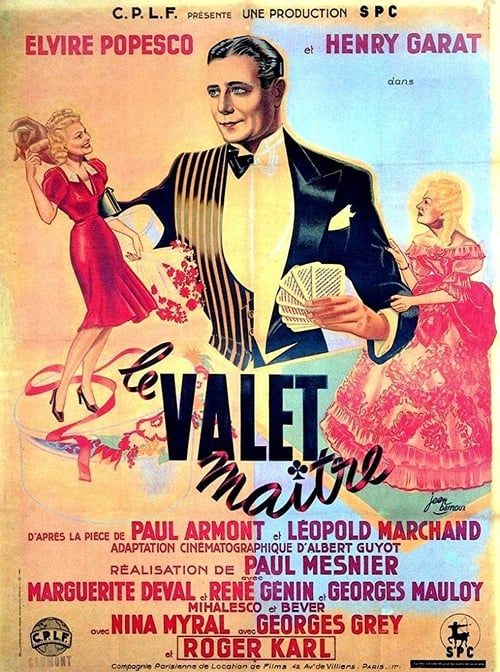 C.P.L.F. PRÉSENTE UNE PRODUCTION SPC
ELVIRE POPESCO et HENRY GARAT
dans
le
VALET
maître
jean
D'APRÈS LA PIÈCE DE PAUL ARMONT et LÉOPOLD MARCHAND
ADAPTATION CINÉMATOGRAPHIQUE D'ALBERT GUYOT
RÉALISATION DE PAUL MESNIER
avec
MARGUERITE DEVAL et RENÉ GÉNIN et GEORGES MAULOY
MIHALESCO et BEVER
avec NINA MYRAL avec GEORGES GREY
et ROGER KARL
C.P.L.F.
GAUMONT
SPC
Compagnie Parisienne de Location de Films 49, Av. de Villiers. PARIS.17e